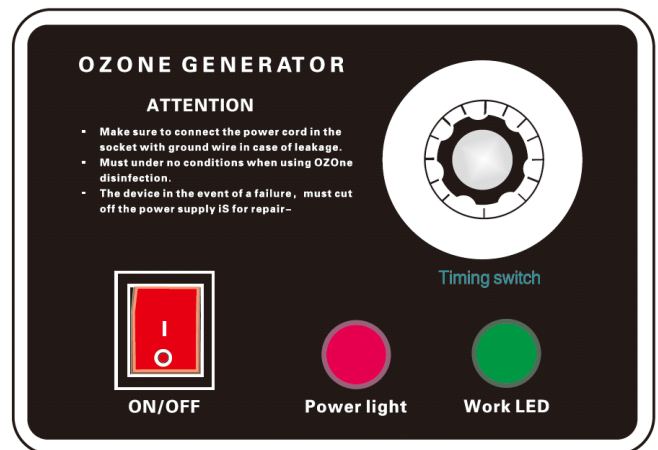 OZONE GENERATOR
ATTENTION
- Make sure to connect the power cord in the
socket with ground wire in case of leakage.
- Must under no conditions when using OZOne
disinfection.
- The device in the event of a failure, must cut
off the power supply iS for repair–
Timing switch
I
O
ON/OFF
Power light
Work LED